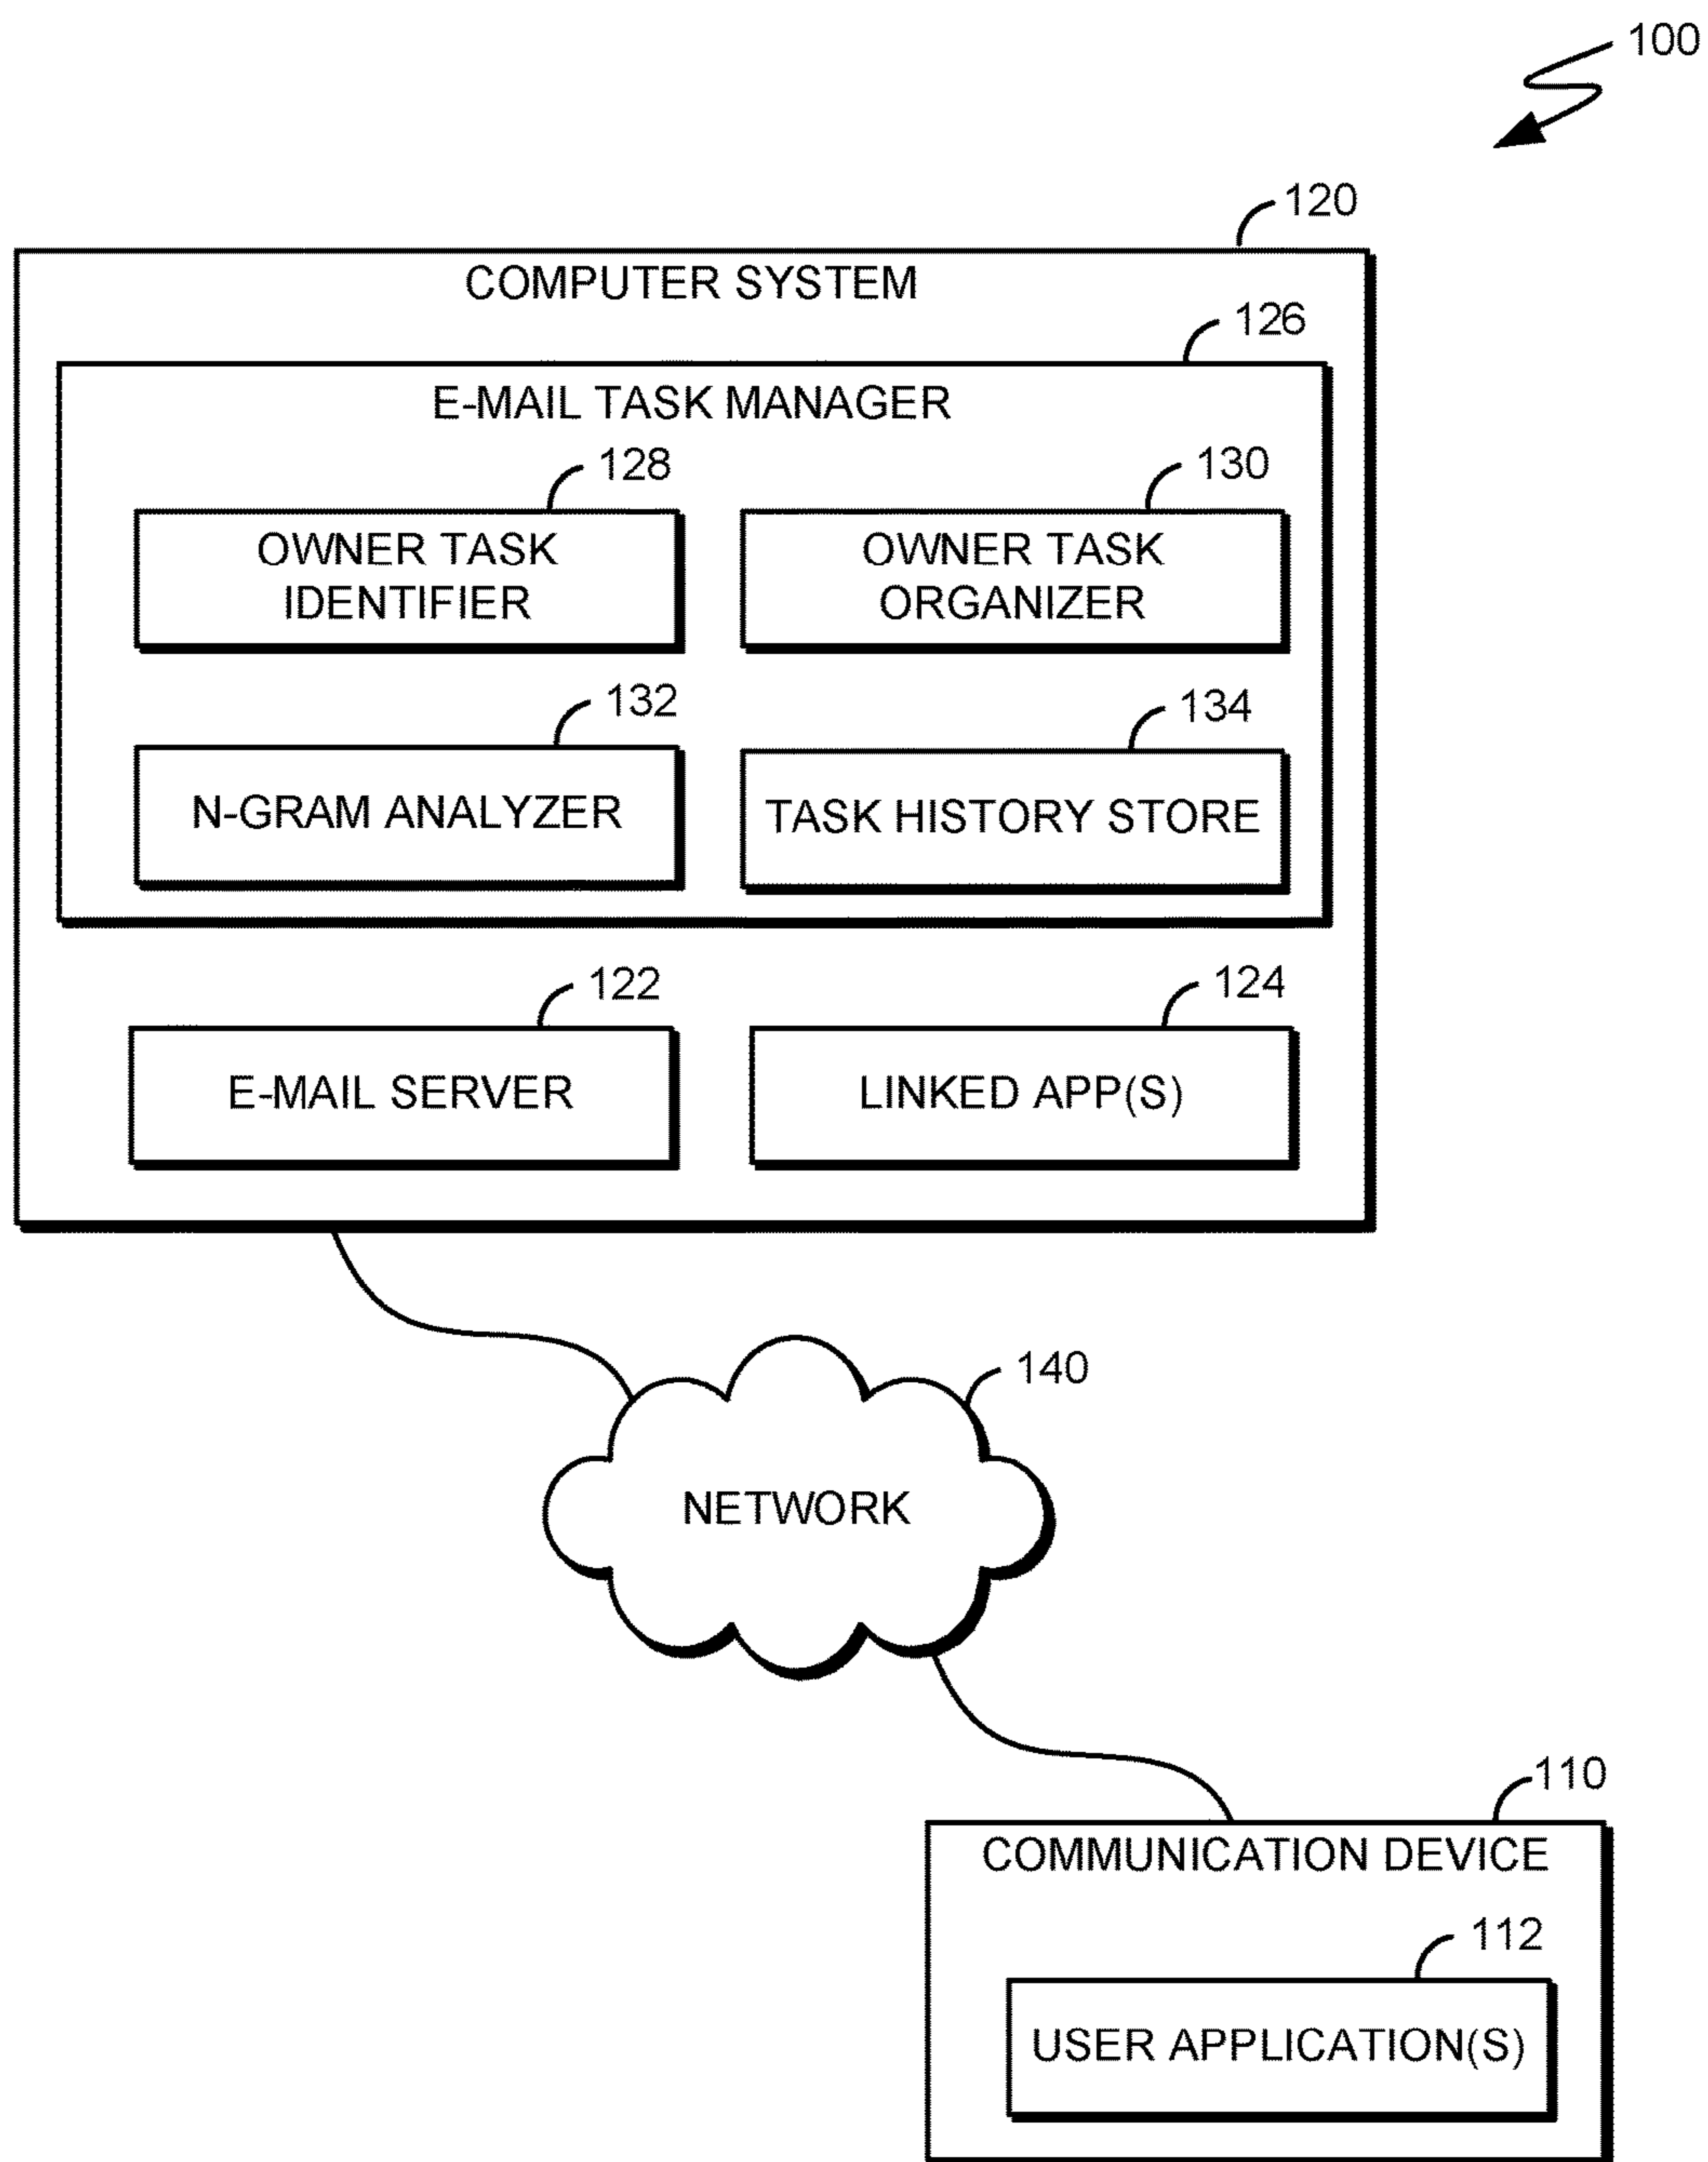 100
120
COMPUTER SYSTEM
126
E-MAIL TASK MANAGER
128
130
OWNER TASK
IDENTIFIER
OWNER TASK
ORGANIZER
132
134
N-GRAM ANALYZER
TASK HISTORY STORE
122
124
E-MAIL SERVER
LINKED APP(S)
140
NETWORK
110
COMMUNICATION DEVICE
112
USER APPLICATION(S)